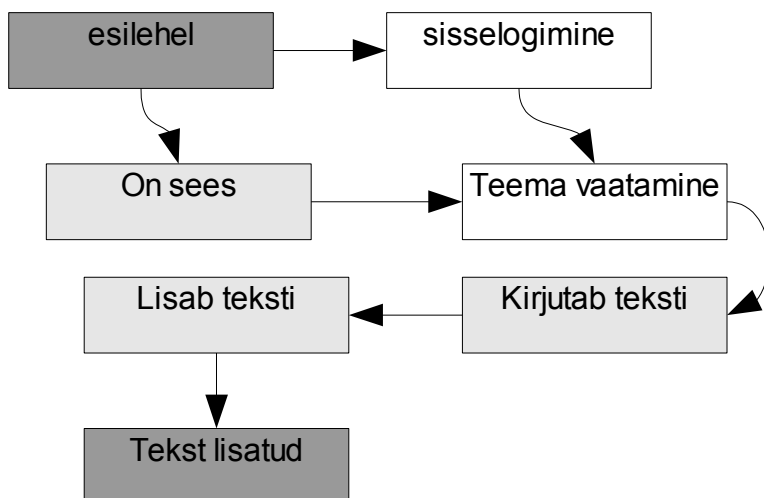 esilehel
sisselogimine
On sees
Teema vaatamine
Lisab teksti
Kirjutab teksti
Tekst lisatud